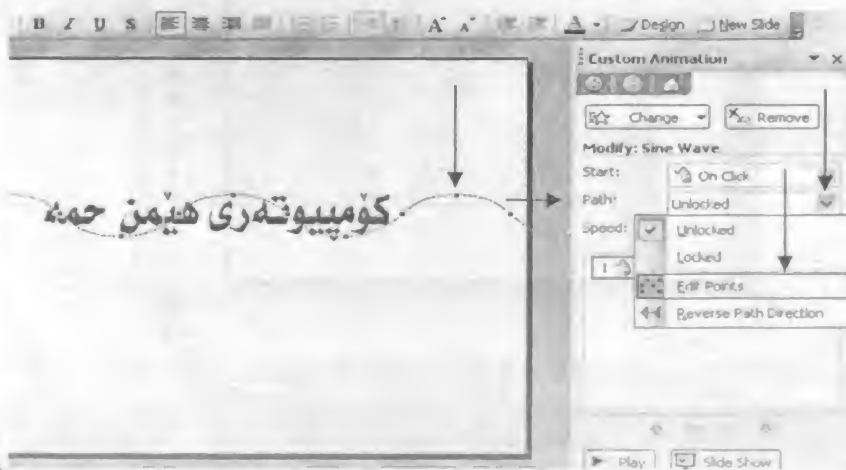 B I U S A A A Design New Slide
Custom Animation
Change Remove
Modify: Sine Wave
Start: On Click
Path: Unlocked
Speed: Unlocked
Locked
1
Edit Points
Reverse Path Direction
کۆمپیوتەری هێمن حمە
Play Slide Show